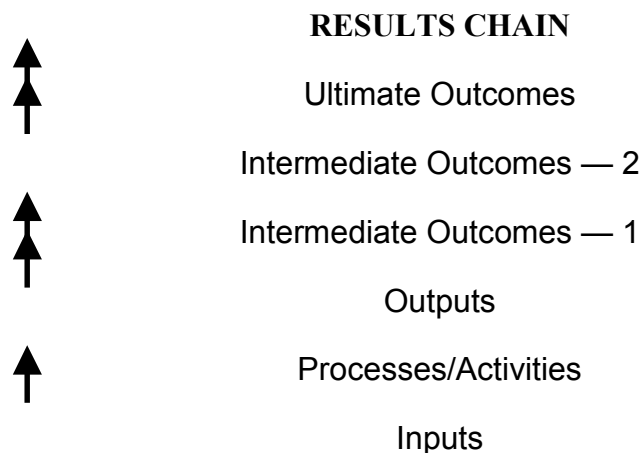 RESULTS CHAIN
Ultimate Outcomes
Intermediate Outcomes — 2
Intermediate Outcomes — 1
Outputs
Processes/Activities
Inputs